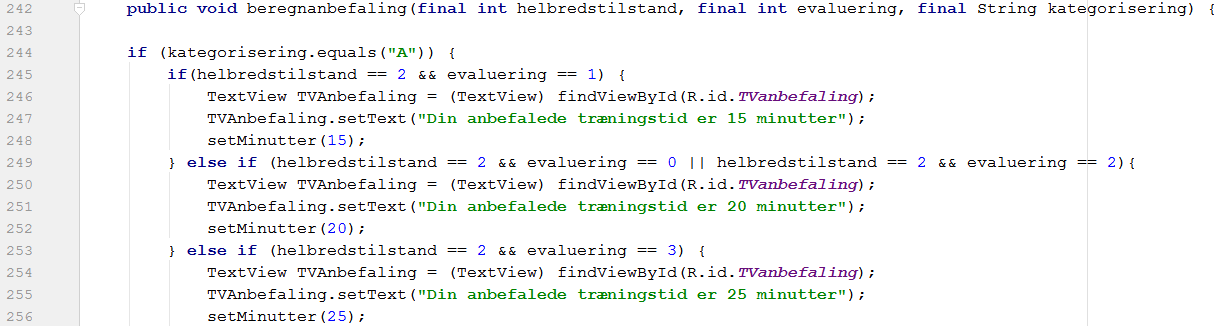 242 public void beregnanbefaling(final int helbredstilstand, final int evaluering, final String kategorisering) {
243
244 if (kategorisering.equals("A")) {
245 if(helbredstilstand == 2 && evaluering == 1) {
246 TextView TVAnbefaling = (TextView) findViewById(R.id.TVanbefaling);
247 TVAnbefaling.setText("Din anbefalede træningstid er 15 minutter");
248 setMinutter(15);
249 } else if (helbredstilstand == 2 && evaluering == 0 || helbredstilstand == 2 && evaluering == 2){
250 TextView TVAnbefaling = (TextView) findViewById(R.id.TVanbefaling);
251 TVAnbefaling.setText("Din anbefalede træningstid er 20 minutter");
252 setMinutter(20);
253 } else if (helbredstilstand == 2 && evaluering == 3) {
254 TextView TVAnbefaling = (TextView) findViewById(R.id.TVanbefaling);
255 TVAnbefaling.setText("Din anbefalede træningstid er 25 minutter");
256 setMinutter(25);